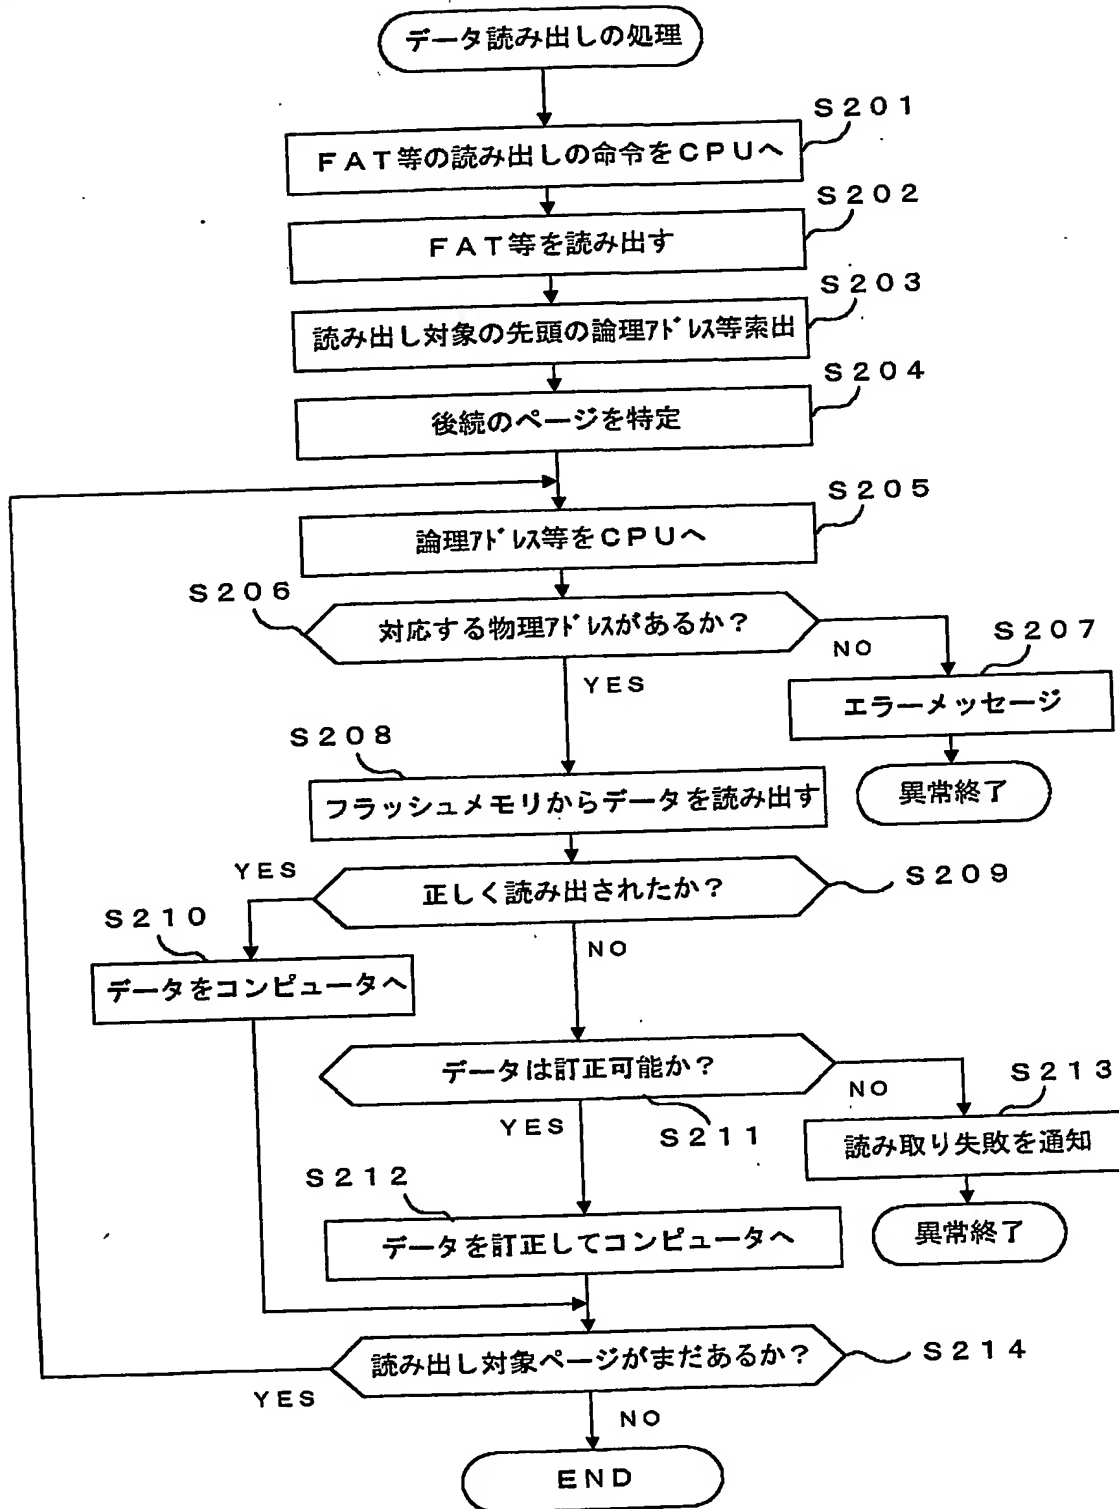 データ読み出しの処理
S201
FAT等の読み出しの命令をCPUへ
S202
FAT等を読み出す
S203
読み出し対象の先頭の論理ｱﾄﾞﾚｽ等索出
S204
後続のページを特定
S205
論理ｱﾄﾞﾚｽ等をCPUへ
S206
対応する物理ｱﾄﾞﾚｽがあるか?
NO
S207
YES
エラーメッセージ
S208
異常終了
フラッシュメモリからデータを読み出す
YES
正しく読み出されたか?
S209
S210
NO
データをコンピュータへ
データは訂正可能か?
NO
S213
YES
S211
読み取り失敗を通知
S212
異常終了
データを訂正してコンピュータへ
読み出し対象ページがまだあるか?
S214
YES
NO
END